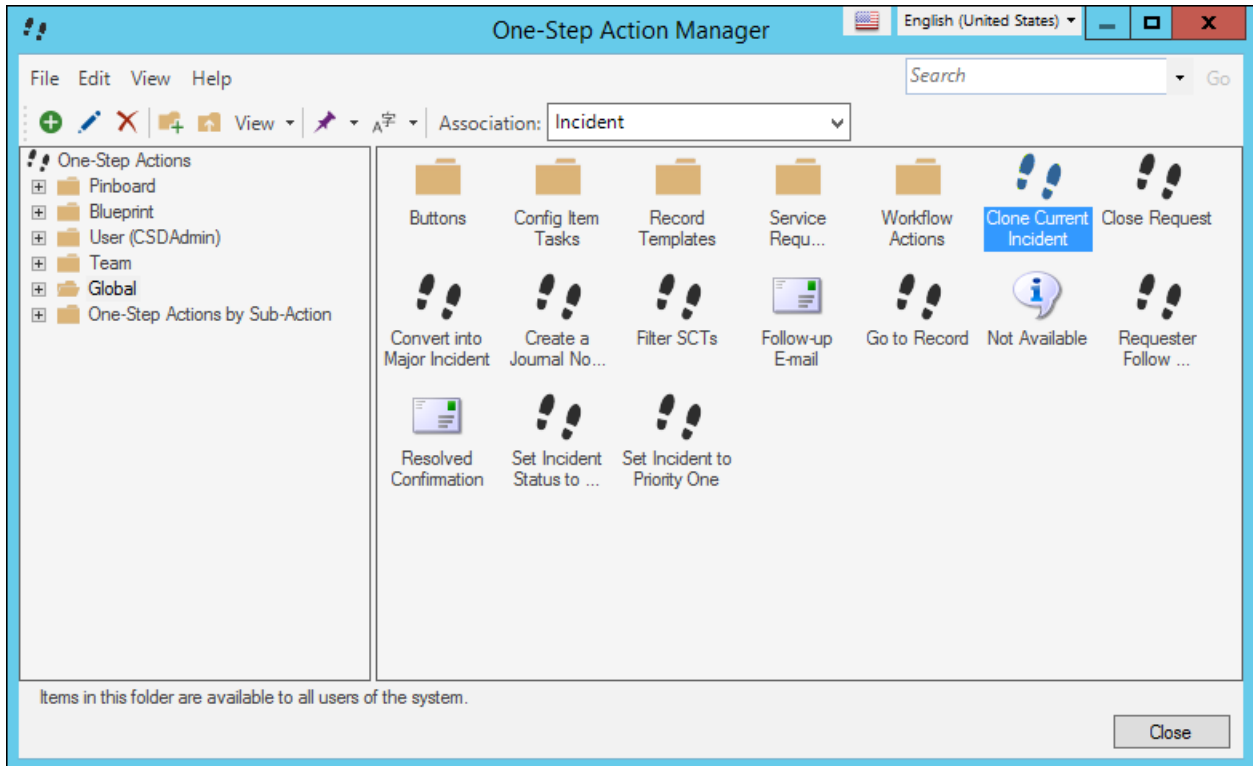 One-Step Action Manager
English (United States)
File Edit View Help
Search
Go
View
A字
Association: Incident
One-Step Actions
Pinboard
Blueprint
User (CSDAdmin)
Team
Global
One-Step Actions by Sub-Action
Buttons
Config Item
Tasks
Record
Templates
Service
Requ...
Workflow
Actions
Clone Current
Incident
Close Request
Convert into
Major Incident
Create a
Journal No...
Filter SCTs
Follow-up
E-mail
Go to Record
Not Available
Requester
Follow ...
Resolved
Confirmation
Set Incident
Status to ...
Set Incident to
Priority One
Items in this folder are available to all users of the system.
Close